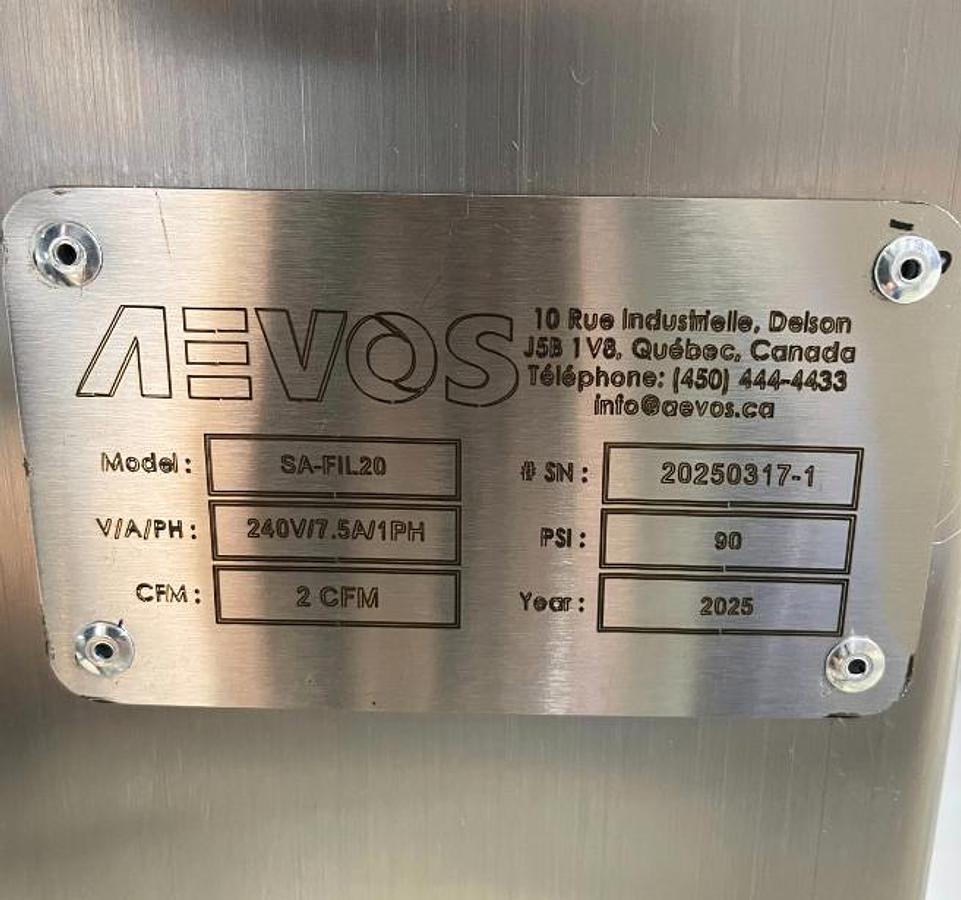 AEVOS
10 Rue Industrielle, Delson
J5B 1V8, Québec, Canada
Téléphone: (450) 444-4433
info@aevos.ca
Model: SA-FIL20 # SN: 20250317-1
V/A/PH: 240V/7.5A/1PH PSI: 90
CFM: 2 CFM Year: 2025